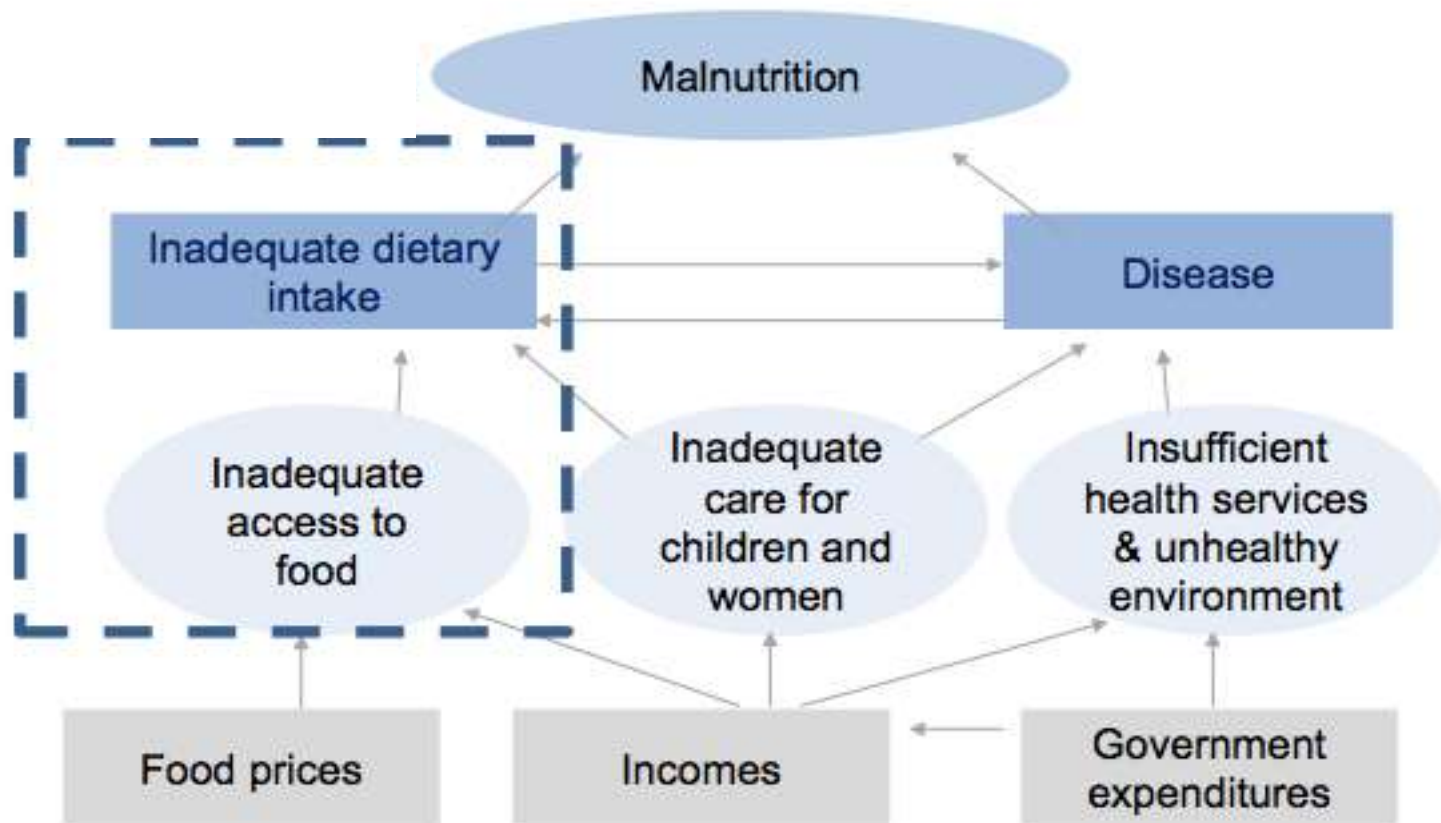 Malnutrition
Inadequate dietary
intake
Disease
Inadequate
access to
food
Inadequate
care for
children and
women
Insufficient
health services
& unhealthy
environment
Food prices
Incomes
Government
expenditures